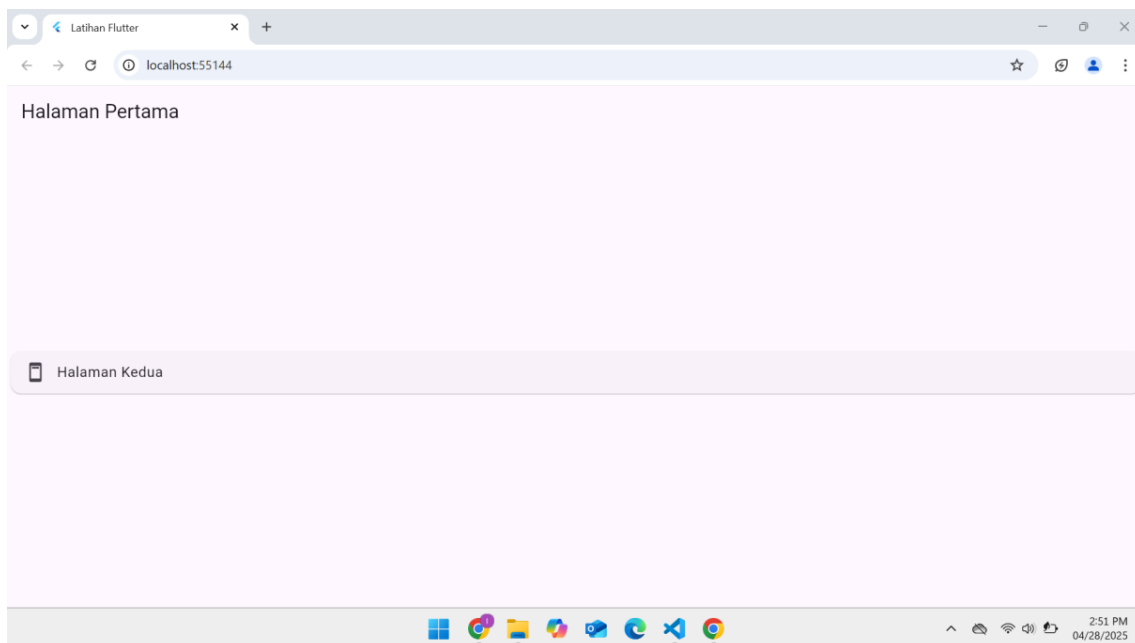 Latihan Flutter
localhost:55144
Halaman Pertama
Halaman Kedua
2:51 PM
04/28/2025